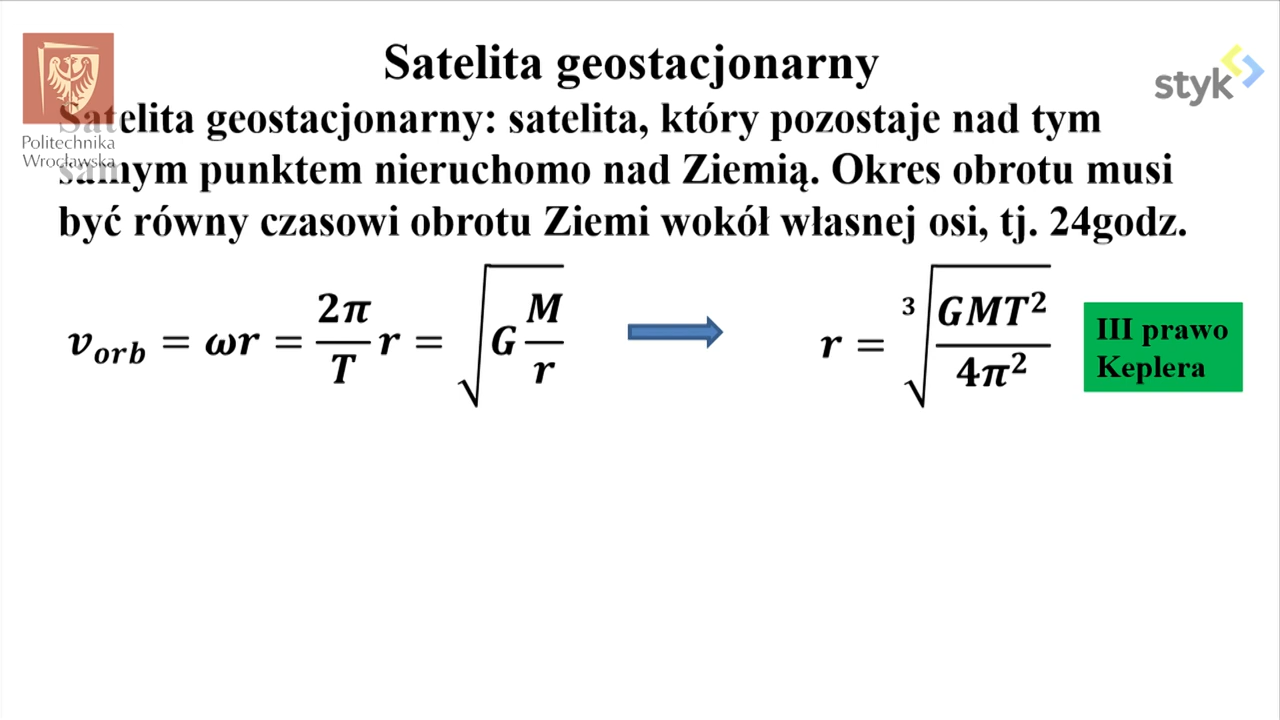 Satelita geostacjonarny
styk
Satelita geostacjonarny: satelita, który pozostaje nad tym
Politechnika
Wrocławska
samym punktem nieruchomo nad Ziemią. Okres obrotu musi
być równy czasowi obrotu Ziemi wokół własnej osi, tj. 24godz.
v_orb = ωr = 2π/T r = √(G M/r)
r = ∛(GMT²/4π²)
III prawo
Keplera